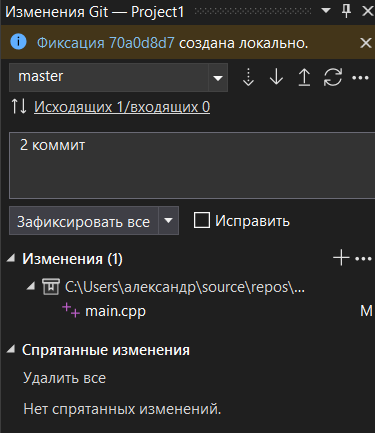 Изменения Git — Project1
Фиксация 70a0d8d7 создана локально.
master
Исходящих 1/входящих 0
2 коммит
Зафиксировать все
Исправить
Изменения (1)
C:\Users\александр\source\repos\...
main.cpp M
Спрятанные изменения
Удалить все
Нет спрятанных изменений.